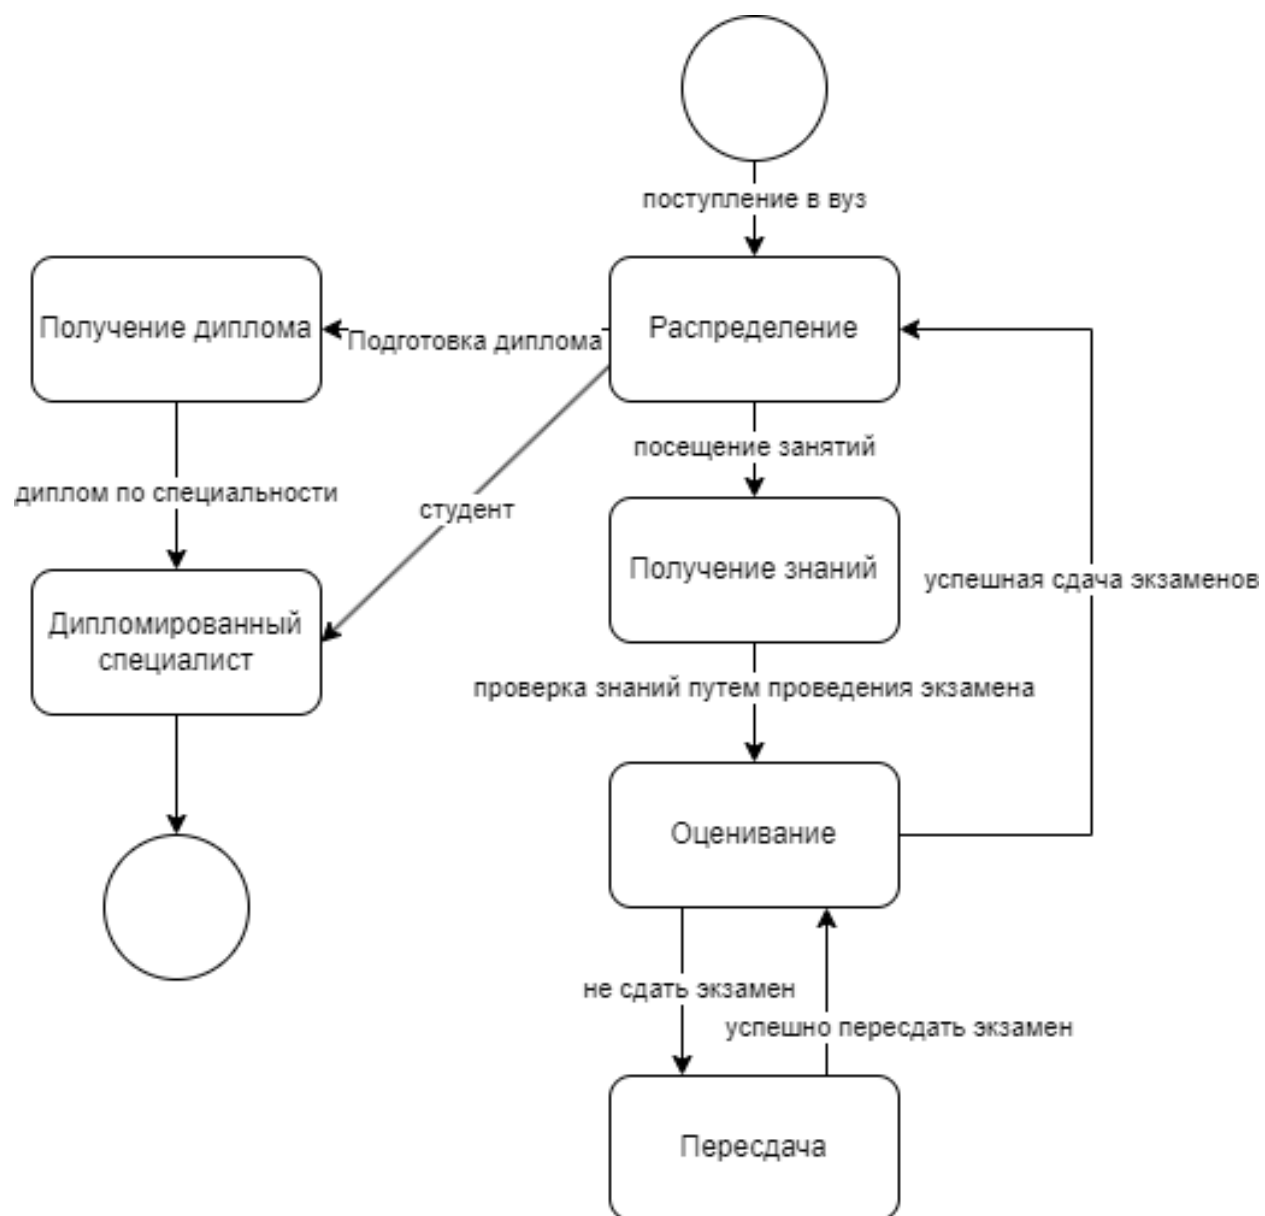 поступление в вуз
Получение диплома
Подготовка диплома
Распределение
посещение занятий
диплом по специальности
студент
Получение знаний
успешная сдача экзаменов
Дипломированный
специалист
проверка знаний путем проведения экзамена
Оценивание
не сдать экзамен
успешно пересдать экзамен
Пересдача